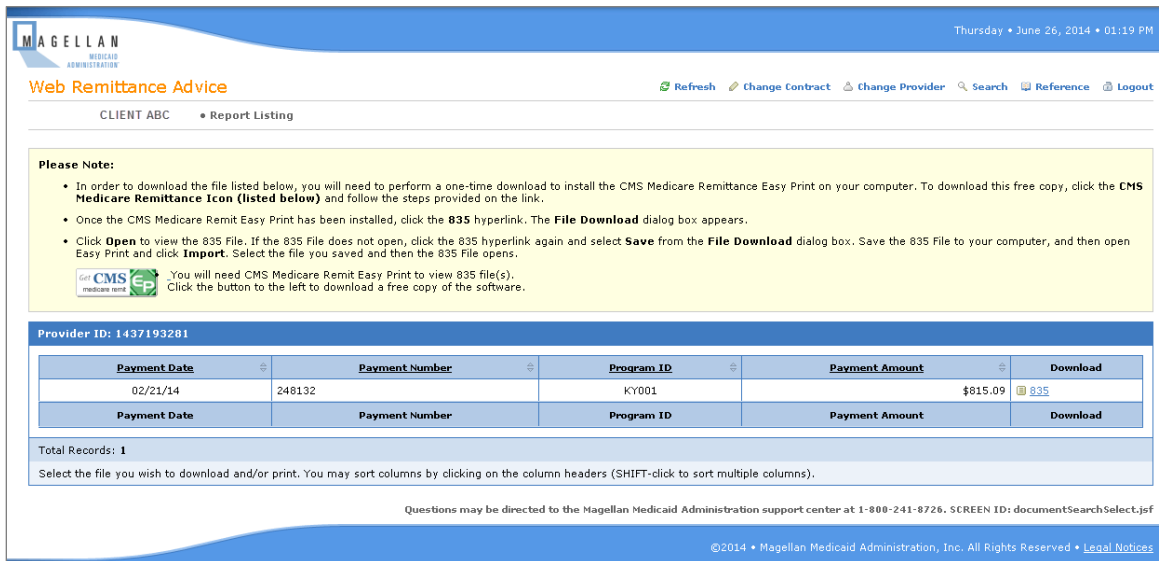 Thursday • June 26, 2014 • 01:19 PM
MAGELLAN
MEDICAID
ADMINISTRATION
Web Remittance Advice
Refresh Change Contract Change Provider Search Reference Logout
CLIENT ABC • Report Listing
Please Note:
• In order to download the file listed below, you will need to perform a one-time download to install the CMS Medicare Remittance Easy Print on your computer. To download this free copy, click the CMS
Medicare Remittance Icon (listed below) and follow the steps provided on the link.
• Once the CMS Medicare Remit Easy Print has been installed, click the 835 hyperlink. The File Download dialog box appears.
• Click Open to view the 835 File. If the 835 File does not open, click the 835 hyperlink again and select Save from the File Download dialog box. Save the 835 File to your computer, and then open
Easy Print and click Import. Select the file you saved and then the 835 File opens.
Get CMS EP
medicare remit
You will need CMS Medicare Remit Easy Print to view 835 file(s).
Click the button to the left to download a free copy of the software.
Provider ID: 1437193281
Payment Date Payment Number Program ID Payment Amount Download
02/21/14 248132 KY001 $815.09 835
Payment Date Payment Number Program ID Payment Amount Download
Total Records: 1
Select the file you wish to download and/or print. You may sort columns by clicking on the column headers (SHIFT-click to sort multiple columns).
Questions may be directed to the Magellan Medicaid Administration support center at 1-800-241-8726. SCREEN ID: documentSearchSelect.jsf
©2014 • Magellan Medicaid Administration, Inc. All Rights Reserved • Legal Notices